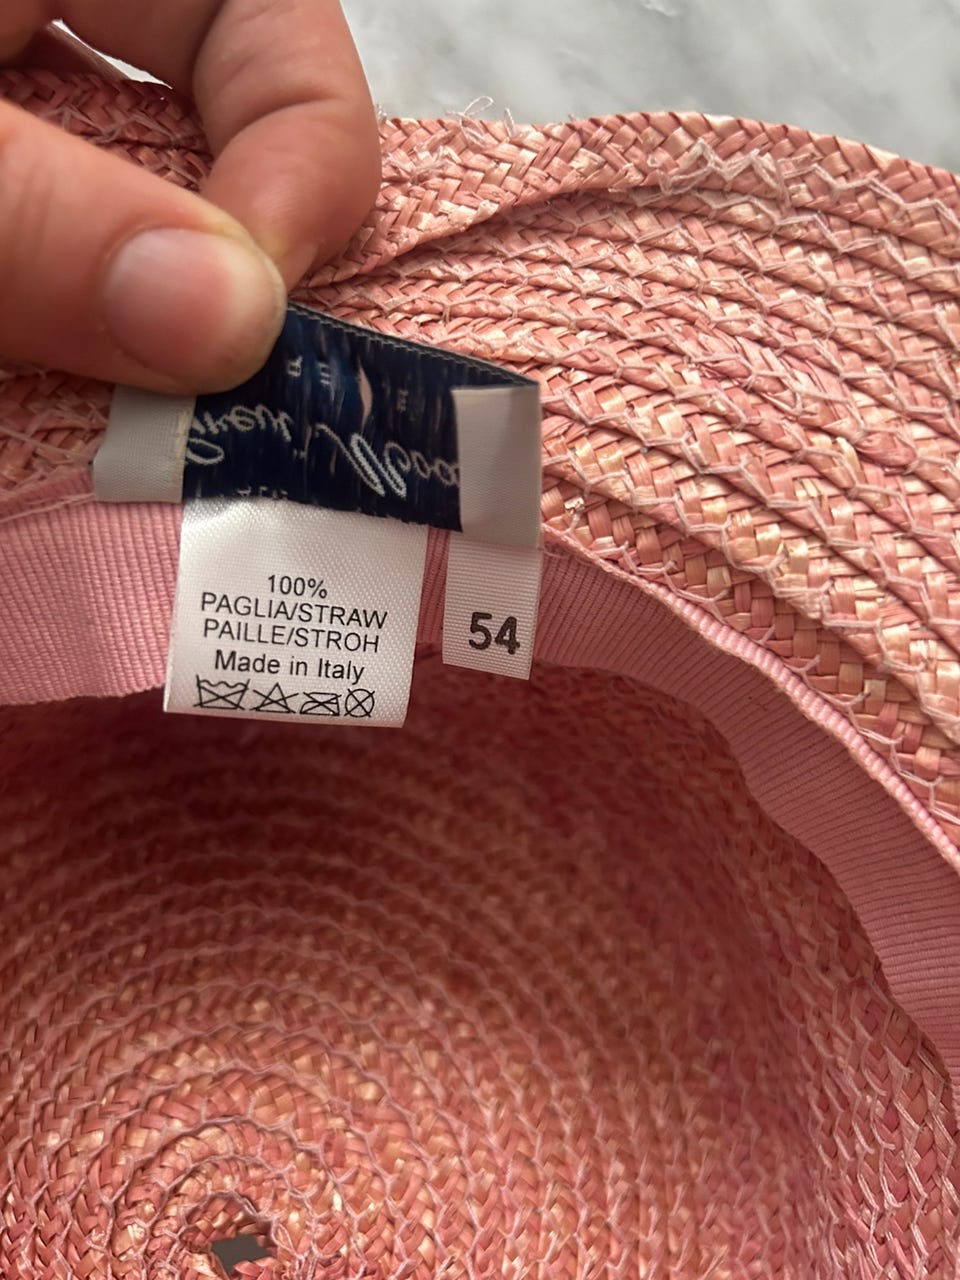 100%
PAGLIA/STRAW
PAILLE/STROH
Made in Italy
54